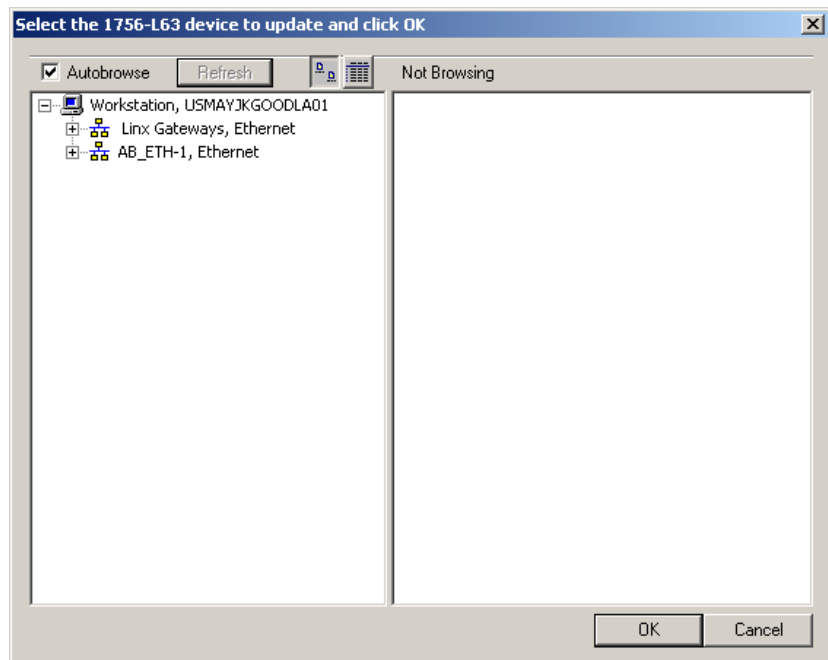 Select the 1756-L63 device to update and click OK
Autobrowse Refresh Not Browsing
Workstation, USMAYJKGOODLA01
Linx Gateways, Ethernet
AB_ETH-1, Ethernet
OK Cancel